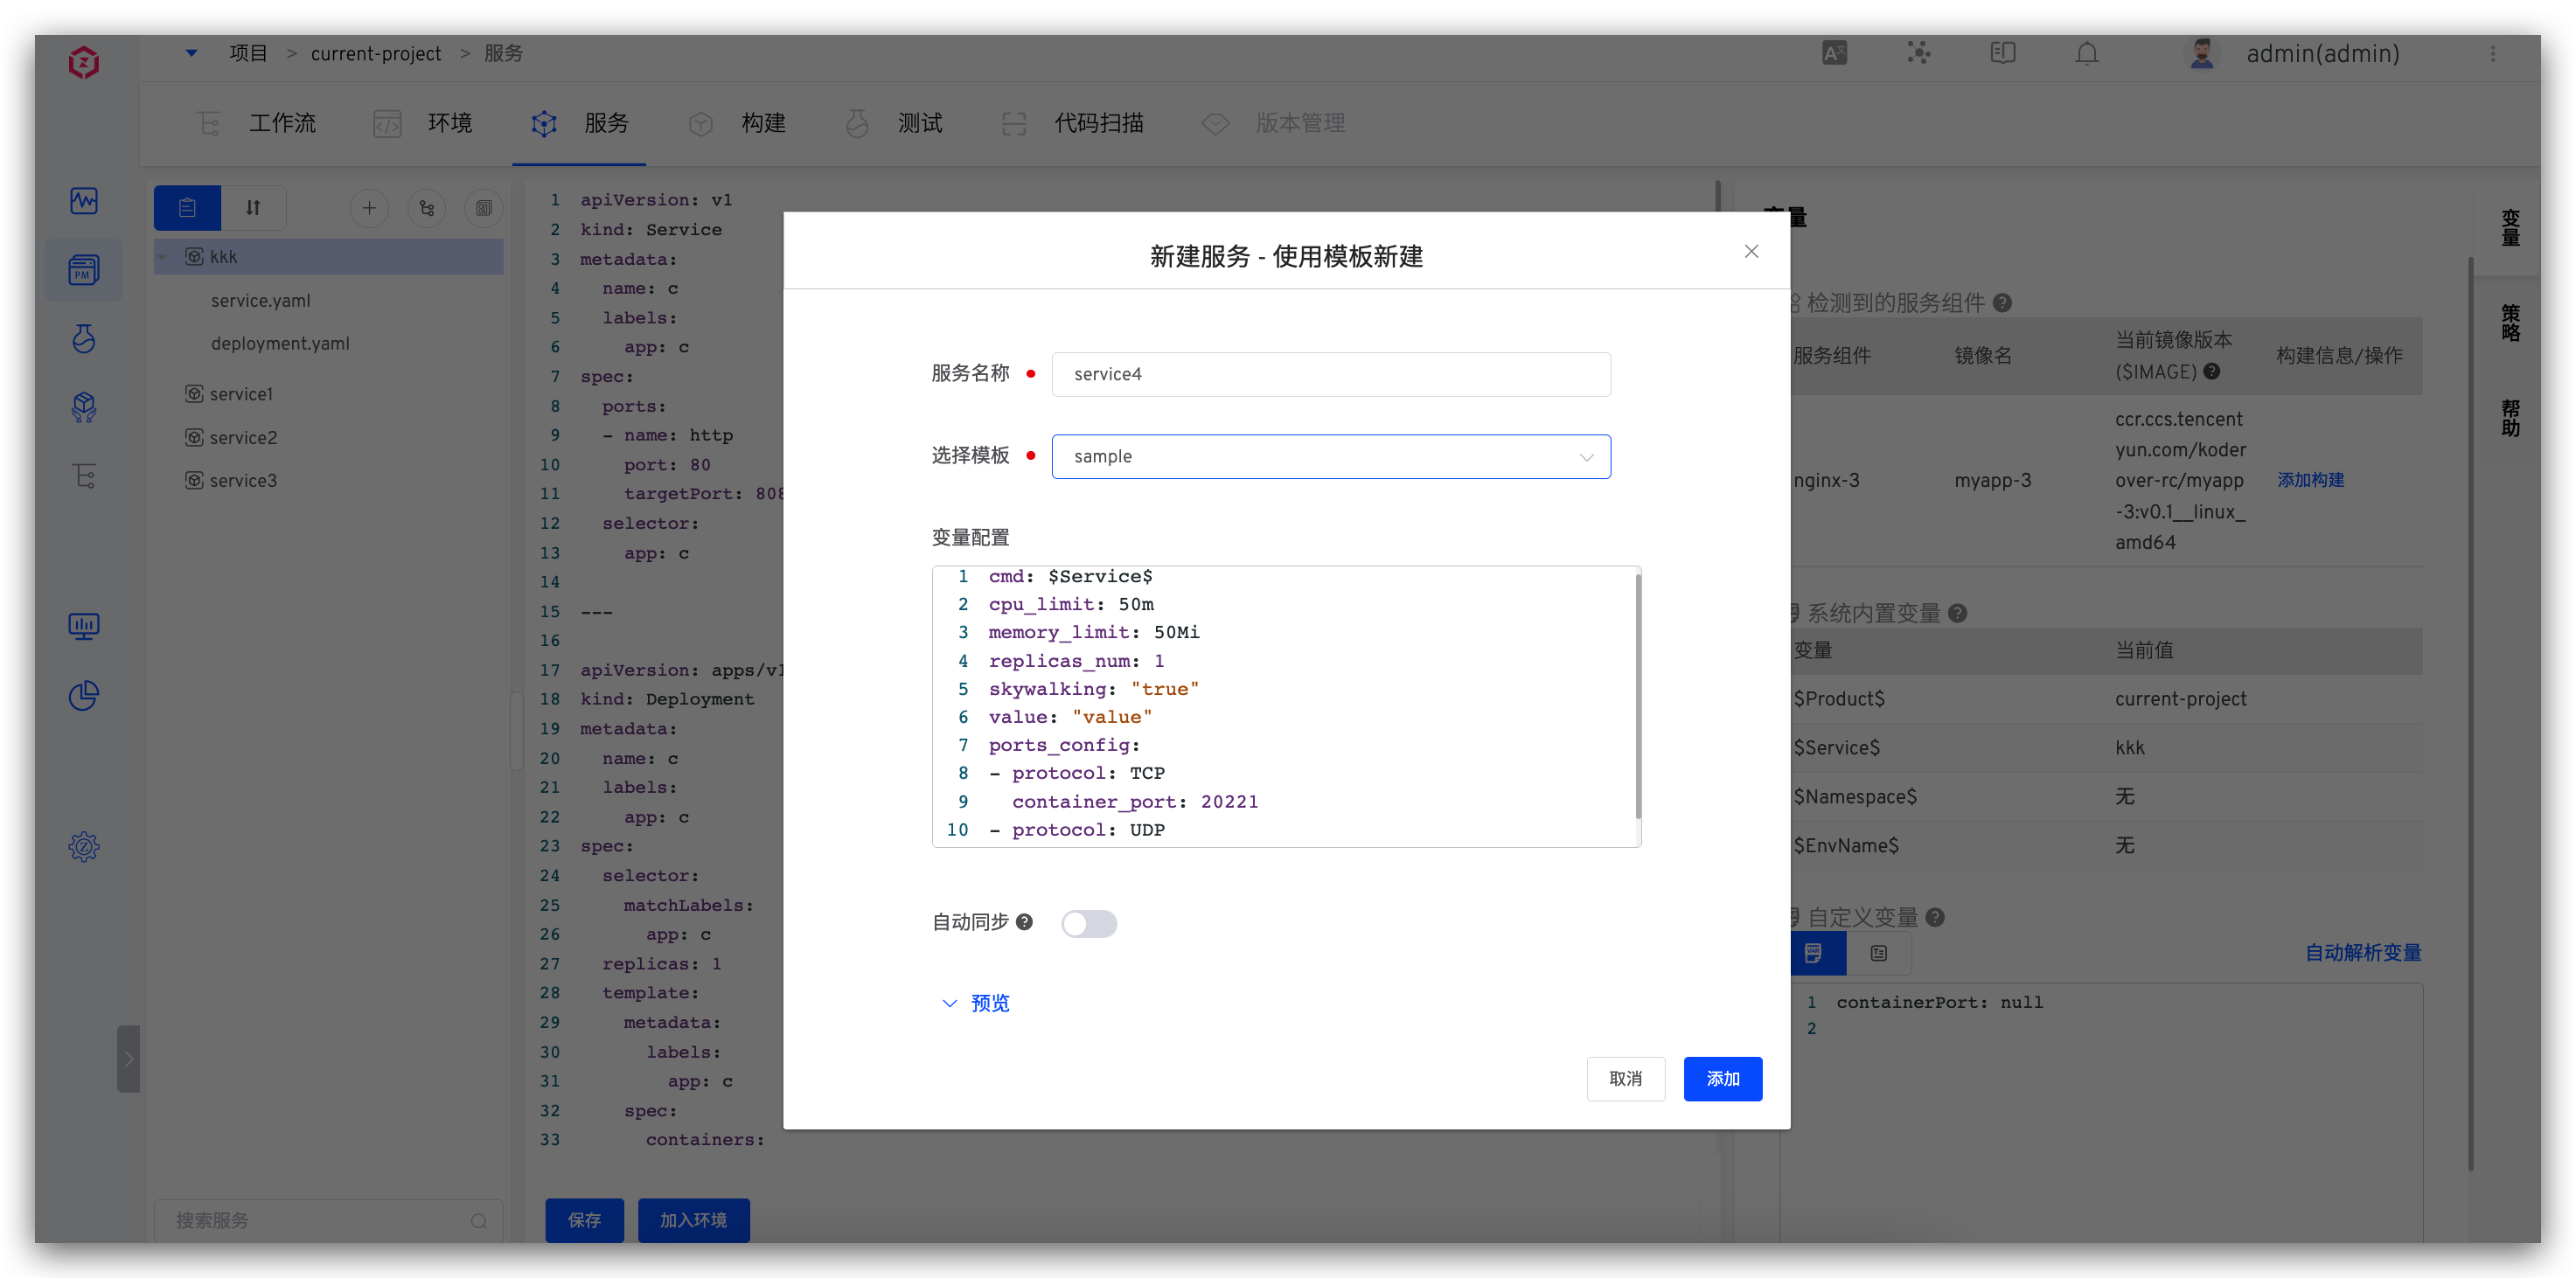 项目 > current-project > 服务
admin(admin)
工作流
环境
服务
构建
测试
代码扫描
版本管理
PM
kkk
service.yaml
deployment.yaml
service1
service2
service3
搜索服务
1 apiVersion: v1
2 kind: Service
3 metadata:
4 name: c
5 labels:
6 app: c
7 spec:
8 ports:
9 - name: http
10 port: 80
11 targetPort: 808
12 selector:
13 app: c
14
15 ---
16
17 apiVersion: apps/v1
18 kind: Deployment
19 metadata:
20 name: c
21 labels:
22 app: c
23 spec:
24 selector:
25 matchLabels:
26 app: c
27 replicas: 1
28 template:
29 metadata:
30 labels:
31 app: c
32 spec:
33 containers:
保存
加入环境
新建服务 - 使用模板新建
服务名称
service4
选择模板
sample
变量配置
1 cmd: $Service$
2 cpu_limit: 50m
3 memory_limit: 50Mi
4 replicas_num: 1
5 skywalking: "true"
6 value: "value"
7 ports_config:
8 - protocol: TCP
9 container_port: 20221
10 - protocol: UDP
自动同步
预览
取消
添加
量
检测到的服务组件
服务组件
镜像名
当前镜像版本
($IMAGE)
构建信息/操作
nginx-3
myapp-3
ccr.ccs.tencent
yun.com/koder
over-rc/myapp
-3:v0.1__linux_
amd64
添加构建
系统内置变量
变量
当前值
$Product$
current-project
$Service$
kkk
$Namespace$
无
$EnvName$
无
自定义变量
自动解析变量
1 containerPort: null
2
变量
策略
帮助